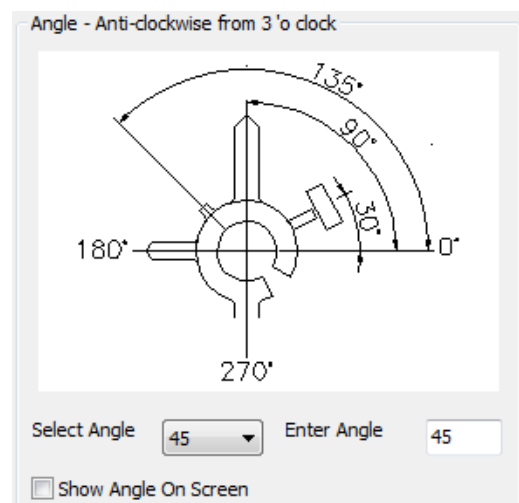 Angle - Anti-clockwise from 3 'o clock
135°
90°
30°
180° 0°
270°
Select Angle 45 Enter Angle 45
Show Angle On Screen